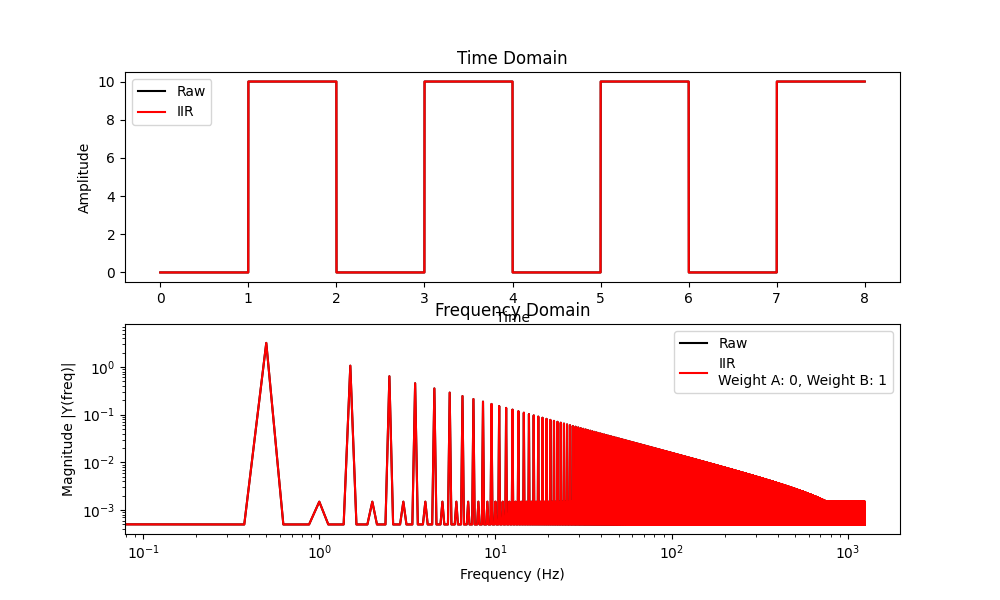 Time Domain
Raw
IIR
Amplitude
10
8
6
4
2
0
0 1 2 3 4 5 6 7 8
Time
Frequency Domain
Raw
IIR
Weight A: 0, Weight B: 1
Magnitude |Y(freq)|
10⁰
10⁻¹
10⁻²
10⁻³
10⁻¹ 10⁰ 10¹ 10² 10³
Frequency (Hz)